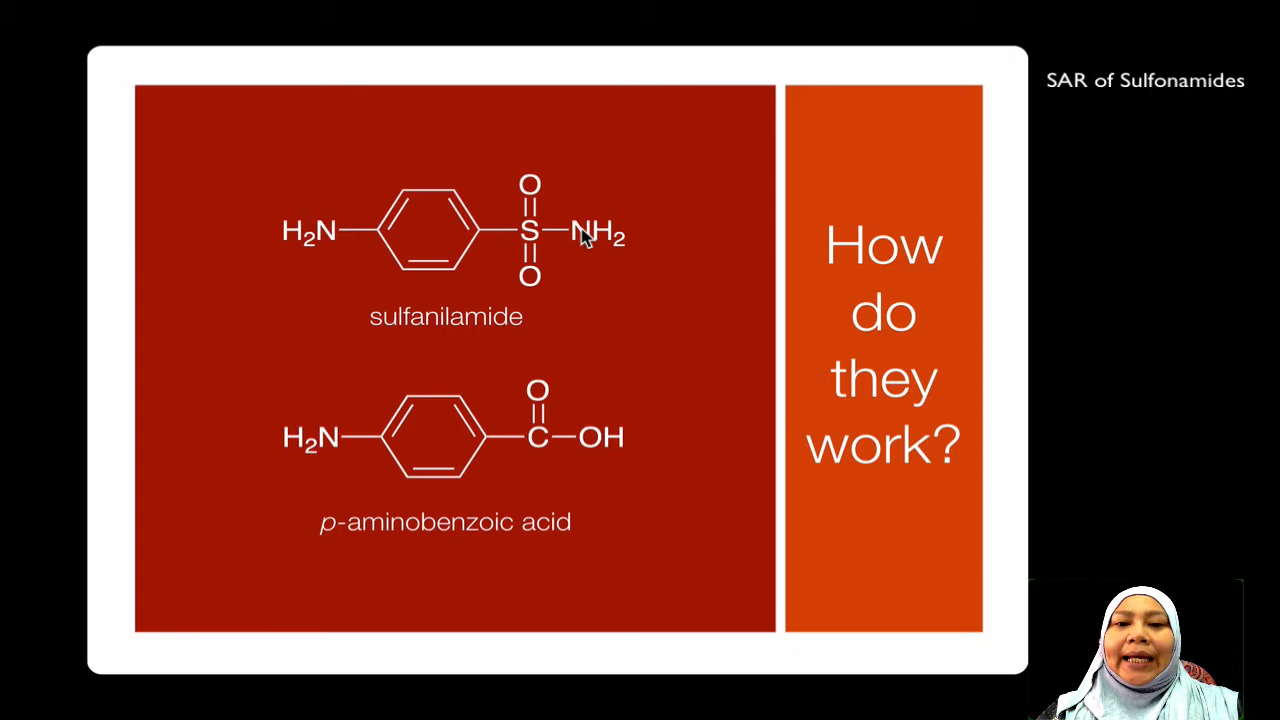 SAR of Sulfonamides
O
H₂N S NH₂
O
sulfanilamide
O
H₂N C OH
p-aminobenzoic acid
How
do
they
work?